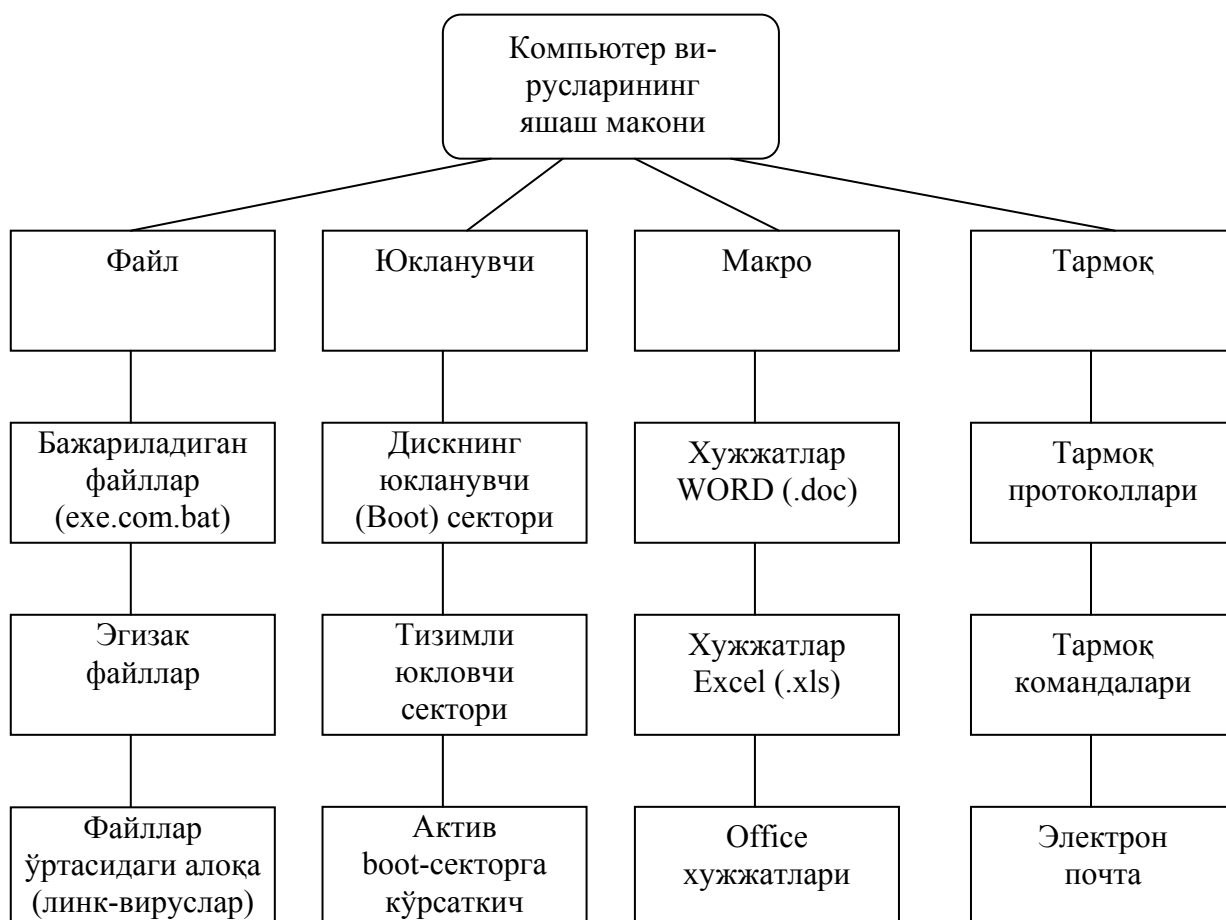 Компьютер ви-
русларининг
яшаш макони
Файл
Юкланувчи
Макро
Тармоқ
Бажариладиган
файллар
(exe.com.bat)
Дискнинг
юкланувчи
(Boot) сектори
Хужжатлар
WORD (.doc)
Тармоқ
протоколлари
Эгизак
файллар
Тизимли
юкловчи
сектори
Хужжатлар
Excel (.xls)
Тармоқ
командалари
Файллар
ўртасидаги алоқа
(линк-вируслар)
Актив
boot-секторга
кўрсаткич
Office
хужжатлари
Электрон
почта